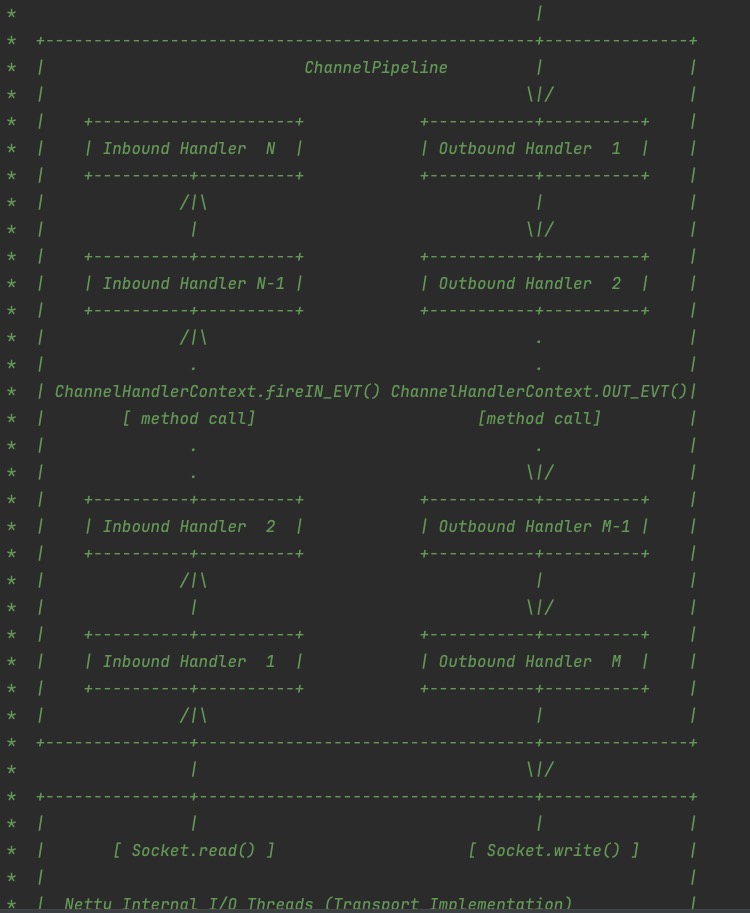 *                                                       |
*  +----------------------------------------------------+---------------+
*  |                         ChannelPipeline            |               |
*  |                                                   \|/              |
*  |    +---------------------+            +-----------+----------+    |
*  |    | Inbound Handler  N  |            | Outbound Handler  1  |    |
*  |    +----------+----------+            +-----------+----------+    |
*  |              /|\                                  |               |
*  |               |                                  \|/              |
*  |    +----------+----------+            +-----------+----------+    |
*  |    | Inbound Handler N-1 |            | Outbound Handler  2  |    |
*  |    +----------+----------+            +-----------+----------+    |
*  |              /|\                                  .               |
*  |               .                                   .               |
*  | ChannelHandlerContext.fireIN_EVT() ChannelHandlerContext.OUT_EVT()|
*  |        [ method call]                       [method call]         |
*  |               .                                   .               |
*  |               .                                  \|/              |
*  |    +----------+----------+            +-----------+----------+    |
*  |    | Inbound Handler  2  |            | Outbound Handler M-1 |    |
*  |    +----------+----------+            +-----------+----------+    |
*  |              /|\                                  |               |
*  |               |                                  \|/              |
*  |    +----------+----------+            +-----------+----------+    |
*  |    | Inbound Handler  1  |            | Outbound Handler  M  |    |
*  |    +----------+----------+            +-----------+----------+    |
*  |              /|\                                  |               |
*  +---------------+-----------------------------------+---------------+
*                  |                                  \|/
*  +---------------+-----------------------------------+---------------+
*  |               |                                   |               |
*  |       [ Socket.read() ]                    [ Socket.write() ]     |
*  |                                                                   |
*  |  Netty Internal I/O Threads (Transport Implementation)            |